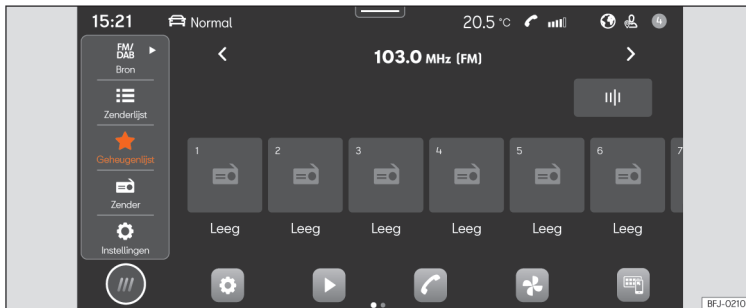 15:21 Normal 20.5 °C 4
FM/
DAB
Bron
103.0 MHz (FM)
Zenderlijst
Geheugenlijst
1 2 3 4 5 6 7
Zender
Leeg Leeg Leeg Leeg Leeg Leeg
Instellingen
BFJ-0210